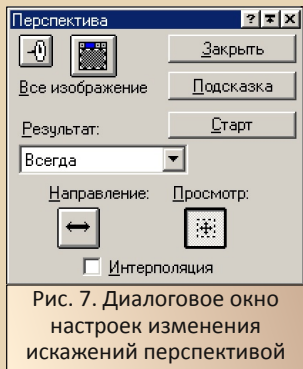 Перспектива
Закрыть
Все изображение
Подсказка
Результат:
Старт
Всегда
Направление:
Просмотр:
Интерполяция
Рис. 7. Диалоговое окно
настроек изменения
искажений перспективой